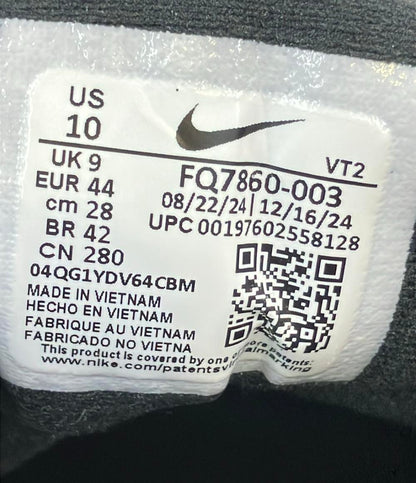 US
10
UK 9
EUR 44
cm 28
BR 42
CN 280
VT2
FQ7860-003
08/22/24 | 12/16/24
UPC 00197602558128
04QG1YDV64CBM
MADE IN VIETNAM
HECHO EN VIETNAM
FABRIQUE AU VIETNAM
FABRICADO NO VIETNA
This product is covered by one or more patents:
www.nike.com/patents